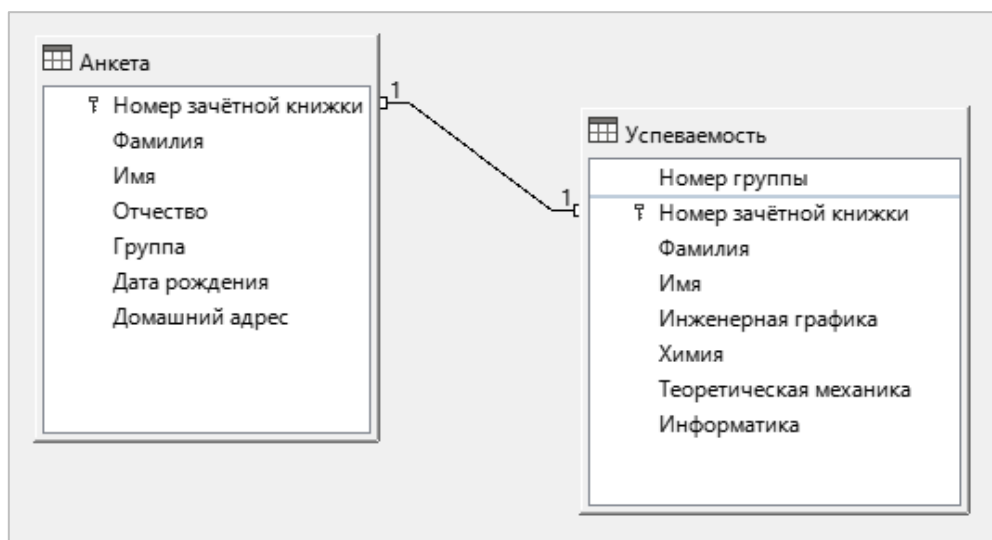 Анкета
Номер зачётной книжки
Фамилия
Имя
Отчество
Группа
Дата рождения
Домашний адрес
1
1
Успеваемость
Номер группы
Номер зачётной книжки
Фамилия
Имя
Инженерная графика
Химия
Теоретическая механика
Информатика